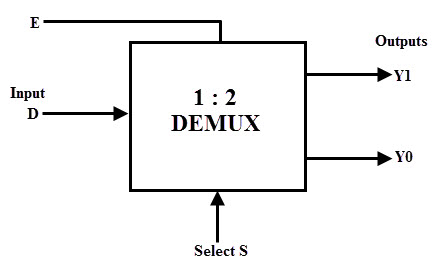 E
Outputs
Y1
Input
D
1 : 2
DEMUX
Y0
Select S